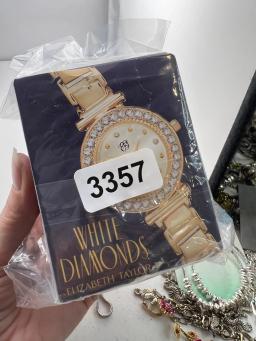 3357
WHITE
DIAMONDS
ELIZABETH TAYLOR